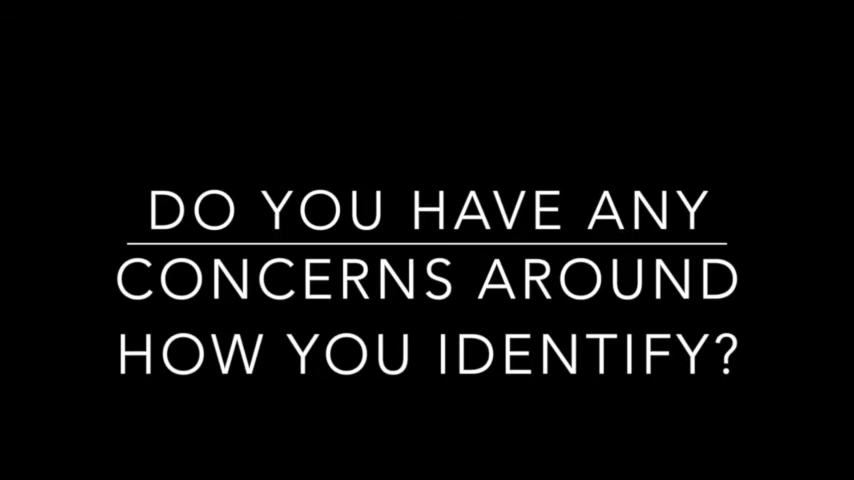 DO YOU HAVE ANY
CONCERNS AROUND
HOW YOU IDENTIFY?